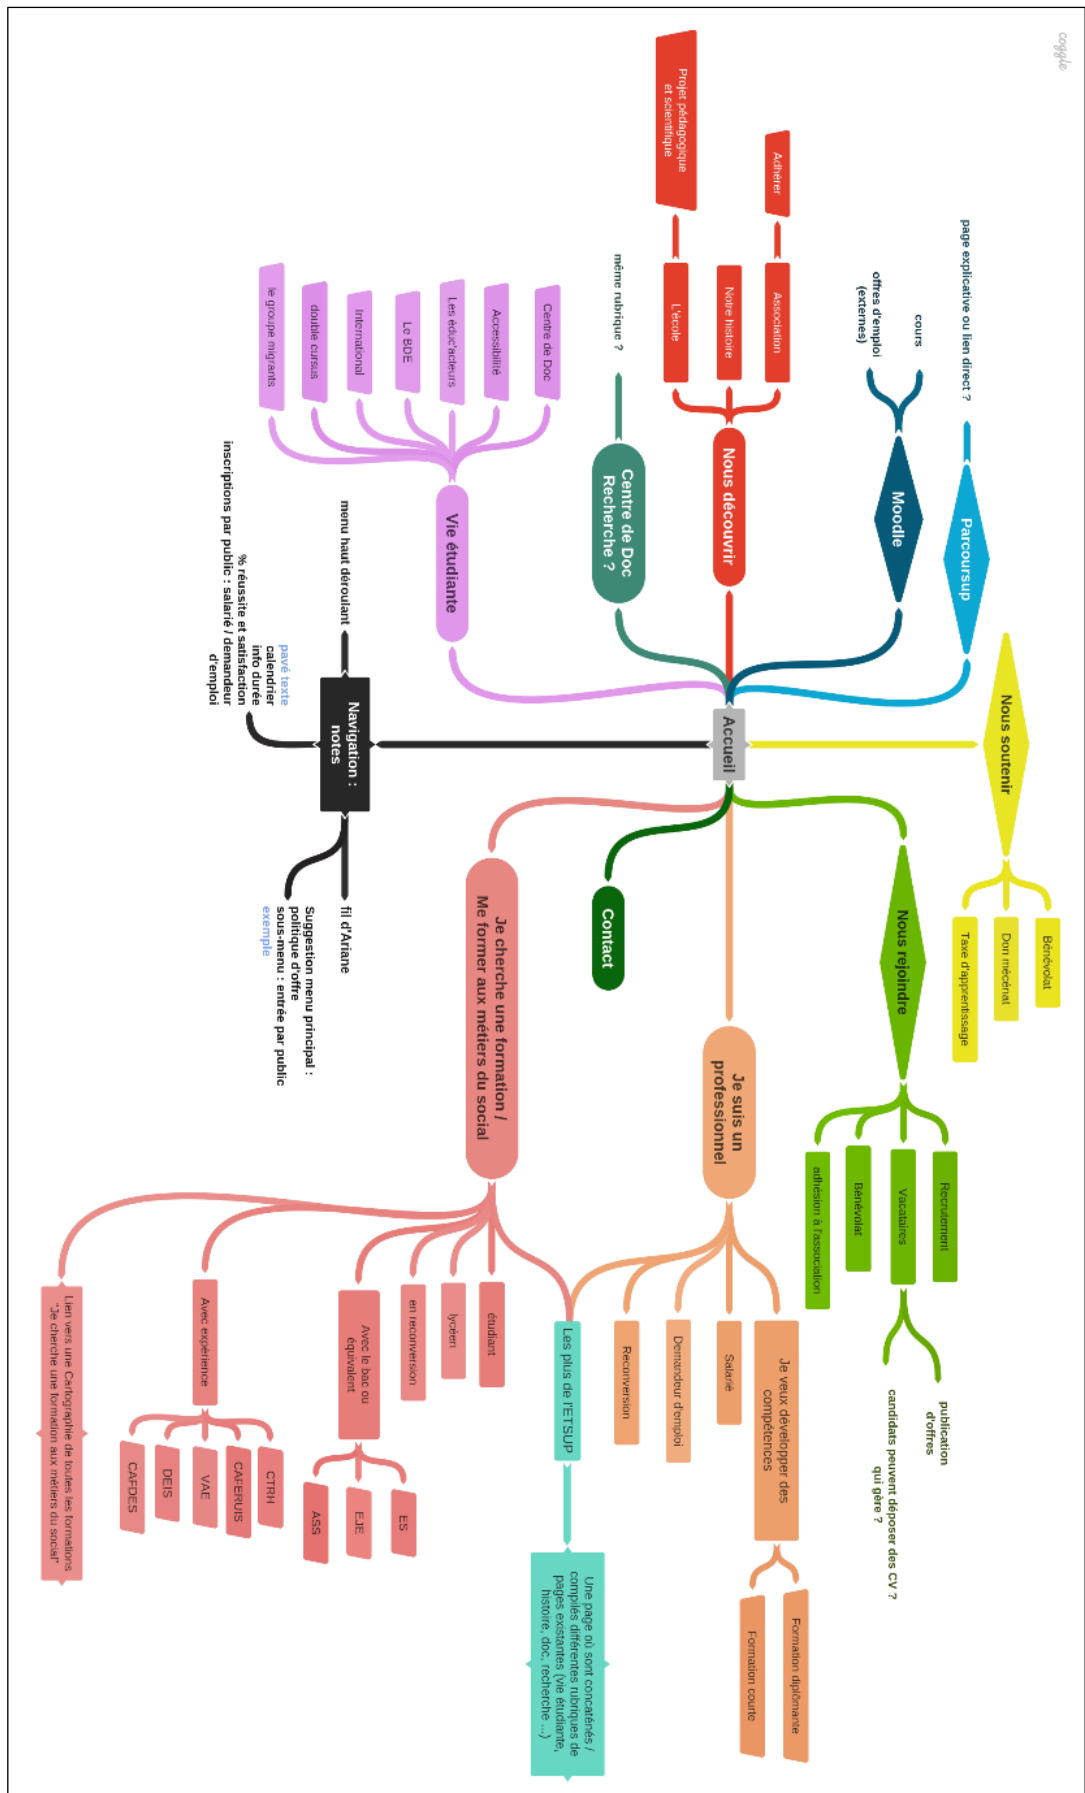 coggle
Nous soutenir
Bénévolat
Don mécénat
Taxe d'apprentissage
page explicative ou lien direct ?
Parcoursup
cours
offres d'emploi
(externes)
Moodle
Adhérer
Association
Notre histoire
Projet pédagogique
et scientifique
L'école
Nous découvrir
même rubrique ?
Centre de Doc
Recherche ?
Centre de Doc
Accessibilité
Les éduc'acteurs
Le BDE
International
double cursus
le groupe migrants
Vie étudiante
Accueil
Nous rejoindre
Recrutement
Vacataires
publication
d'offres
candidats peuvent déposer des CV ?
qui gère ?
Bénévolat
adhésion à l'association
Je suis un
professionnel
Je veux développer des
compétences
Formation diplômante
Formation courte
Salarié
Demandeur d'emploi
Reconversion
Les plus de l'ETSUP
Une page où sont concaténés /
compilés différentes rubriques de
pages existantes (vie étudiante,
histoire, doc, recherche ...)
Contact
Je cherche une formation /
Me former aux métiers du social
étudiant
lycéen
en reconversion
Avec le bac ou
équivalent
ES
EJE
ASS
Avec expérience
CTRH
CAFERUIS
VAE
DEIS
CAFDES
Lien vers une Cartographie de toutes les formations
"Je cherche une formation aux métiers du social"
Navigation :
notes
menu haut déroulant
pavé texte
calendrier
info durée
% réussite et satisfaction
inscriptions par public : salarié / demandeur
d'emploi
fil d'Ariane
Suggestion menu principal :
politique d'offre
sous-menu : entrée par public
exemple